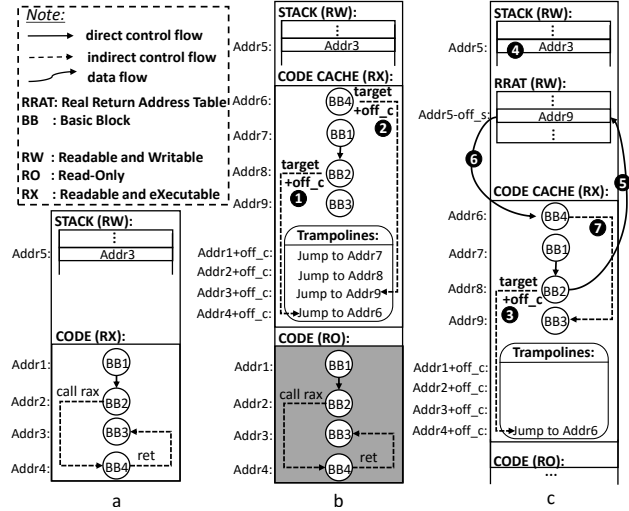 Note:
direct control flow
indirect control flow
data flow
RRAT: Real Return Address Table
BB : Basic Block
RW : Readable and Writable
RO : Read-Only
RX : Readable and eXecutable
STACK (RW):
⋮
Addr5:
Addr3
CODE (RX):
Addr1:
BB1
call rax
Addr2:
BB2
Addr3:
BB3
Addr4:
BB4
ret
a
STACK (RW):
⋮
Addr5:
Addr3
CODE CACHE (RX):
Addr6:
BB4
target
+off_c
❷
Addr7:
BB1
Addr8:
target
BB2
+off_c
❶
Addr9:
BB3
Trampolines:
Addr1+off_c:
Jump to Addr7
Addr2+off_c:
Jump to Addr8
Addr3+off_c:
Jump to Addr9
Addr4+off_c:
Jump to Addr6
CODE (RO):
Addr1:
BB1
call rax
Addr2:
BB2
Addr3:
BB3
Addr4:
BB4
ret
b
STACK (RW):
⋮
Addr5:
❹
Addr3
RRAT (RW):
⋮
Addr5-off_s:
Addr9
⋮
❻
❺
CODE CACHE (RX):
Addr6:
BB4
❼
Addr7:
BB1
Addr8:
target
BB2
+off_c
❸
Addr9:
BB3
Trampolines:
Addr1+off_c:
Addr2+off_c:
Addr3+off_c:
Addr4+off_c:
Jump to Addr6
CODE (RO):
...
c